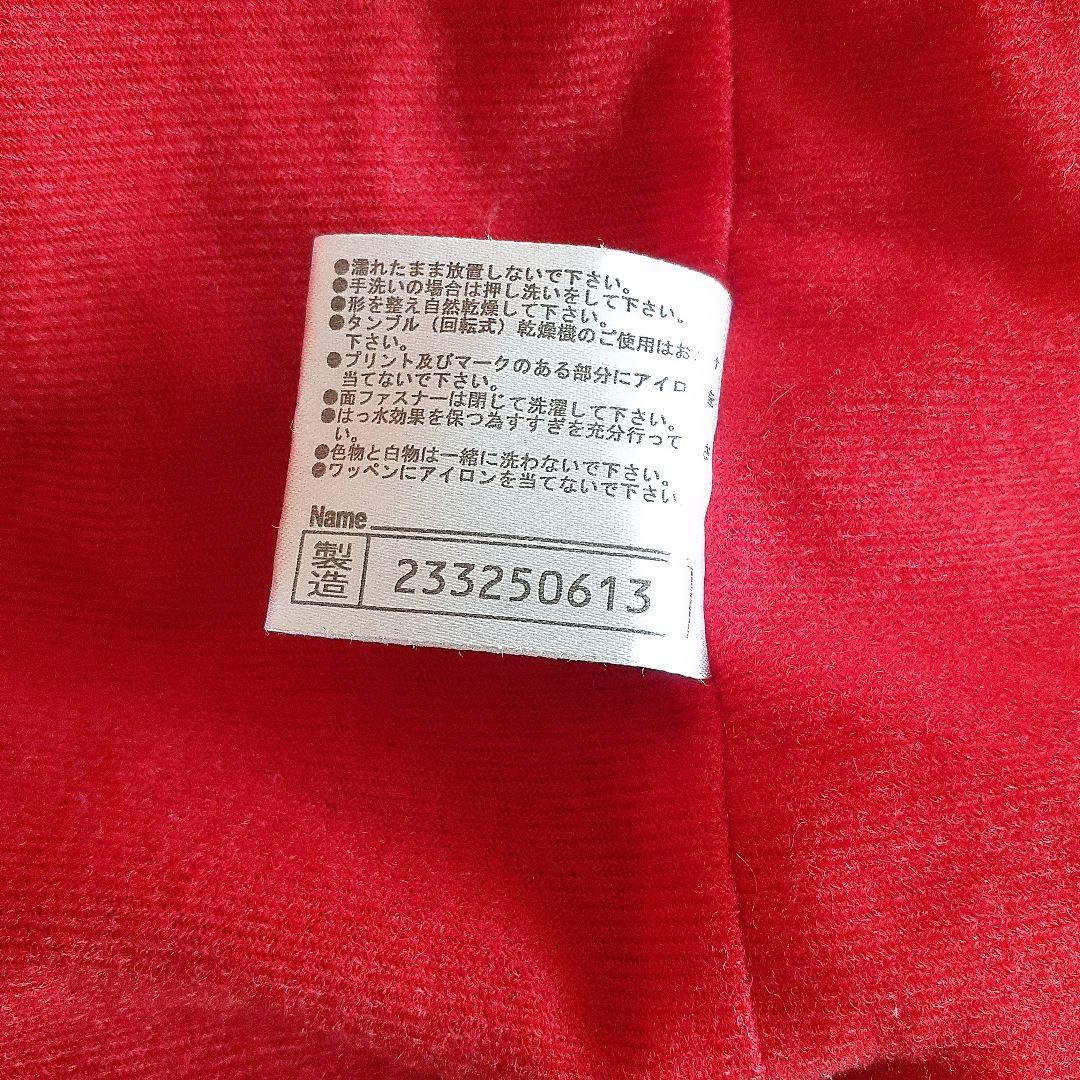 ●濡れたまま放置しないで下さい。
●手洗いの場合は押し洗いをして下さい。
●形を整え自然乾燥して下さい。
●タンブル（回転式）乾燥機のご使用はお
下さい。
●プリント及びマークのある部分にアイロ
当てないで下さい。
●面ファスナーは閉じて洗濯して下さい。
●はっ水効果を保つ為すすぎを充分行って
い。
●色物と白物は一緒に洗わないで下さい。
●ワッペンにアイロンを当てないで下さい
Name
製造 233250613